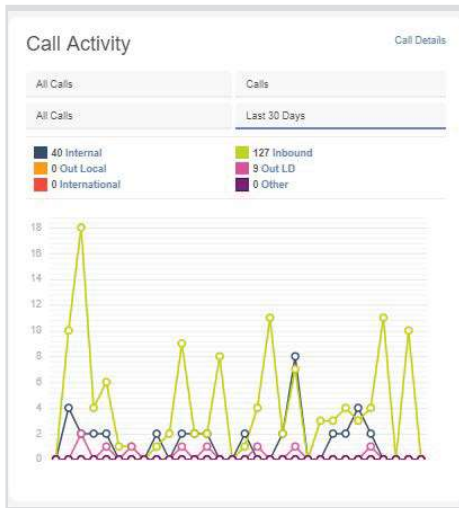 Call Activity
Call Details
All Calls
Calls
All Calls
Last 30 Days
40 Internal
127 Inbound
0 Out Local
9 Out LD
0 International
0 Other
18
16
14
12
10
8
6
4
2
0